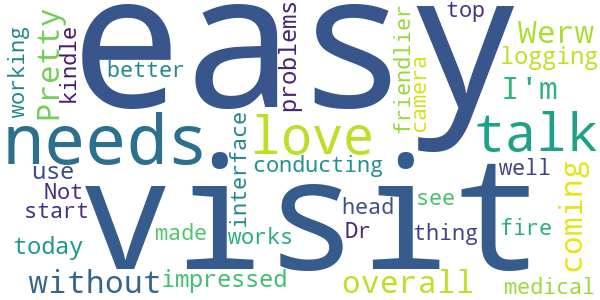 easy
top
Werw
logging
Pretty
working
kindle
better
problems
friendlier
camera
I'm
needs
love
talk
interface
conducting
visit
well
coming
use
Not
start
head
see
Dr
thing
fire
today
made
works
without
impressed
overall
medical